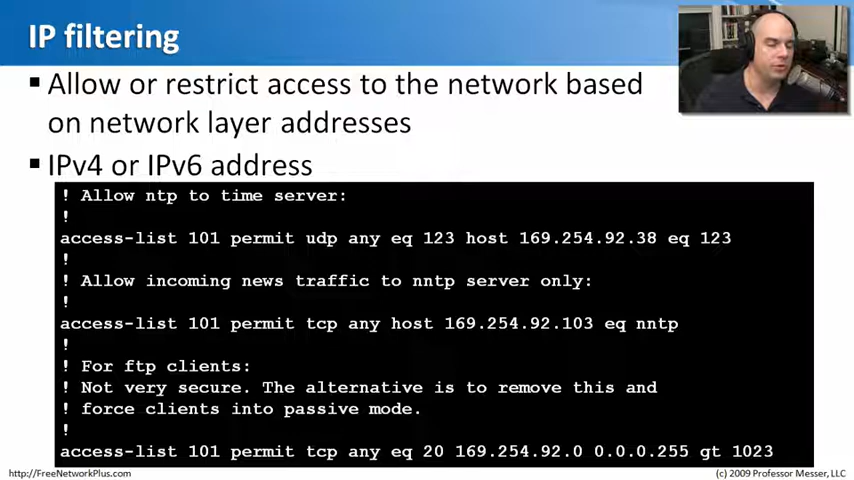 IP filtering
▪ Allow or restrict access to the network based
on network layer addresses
▪ IPv4 or IPv6 address
! Allow ntp to time server:
!
access-list 101 permit udp any eq 123 host 169.254.92.38 eq 123
!
! Allow incoming news traffic to nntp server only:
!
access-list 101 permit tcp any host 169.254.92.103 eq nntp
!
! For ftp clients:
! Not very secure. The alternative is to remove this and
! force clients into passive mode.
!
access-list 101 permit tcp any eq 20 169.254.92.0 0.0.0.255 gt 1023
http://FreeNetworkPlus.com
(c) 2009 Professor Messer, LLC